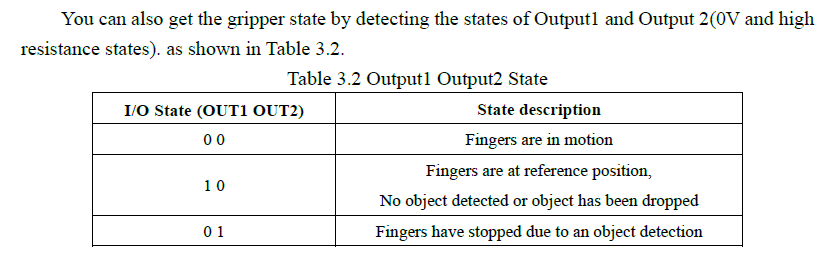 You can also get the gripper state by detecting the states of Output1 and Output 2(0V and high
resistance states). as shown in Table 3.2.
Table 3.2 Output1 Output2 State
I/O State (OUT1 OUT2) State description
0 0 Fingers are in motion
1 0 Fingers are at reference position,
No object detected or object has been dropped
0 1 Fingers have stopped due to an object detection